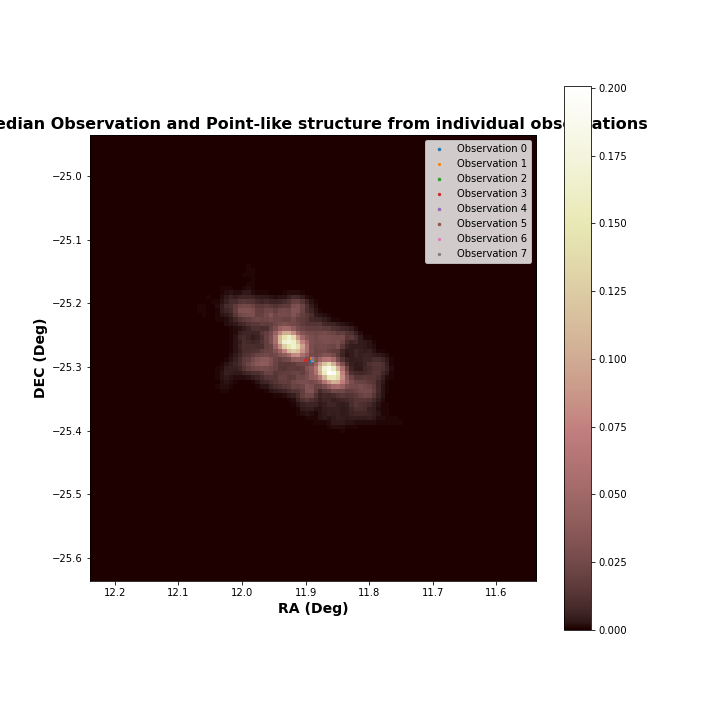 edian Observation and Point-like structure from individual obse ations
Observation 0
Observation 1
Observation 2
Observation 3
Observation 4
Observation 5
Observation 6
Observation 7
0.200
0.175
0.150
0.125
0.100
0.075
0.050
0.025
0.000
−25.0
−25.1
−25.2
−25.3
−25.4
−25.5
−25.6
DEC (Deg)
12.2 12.1 12.0 11.9 11.8 11.7 11.6
RA (Deg)